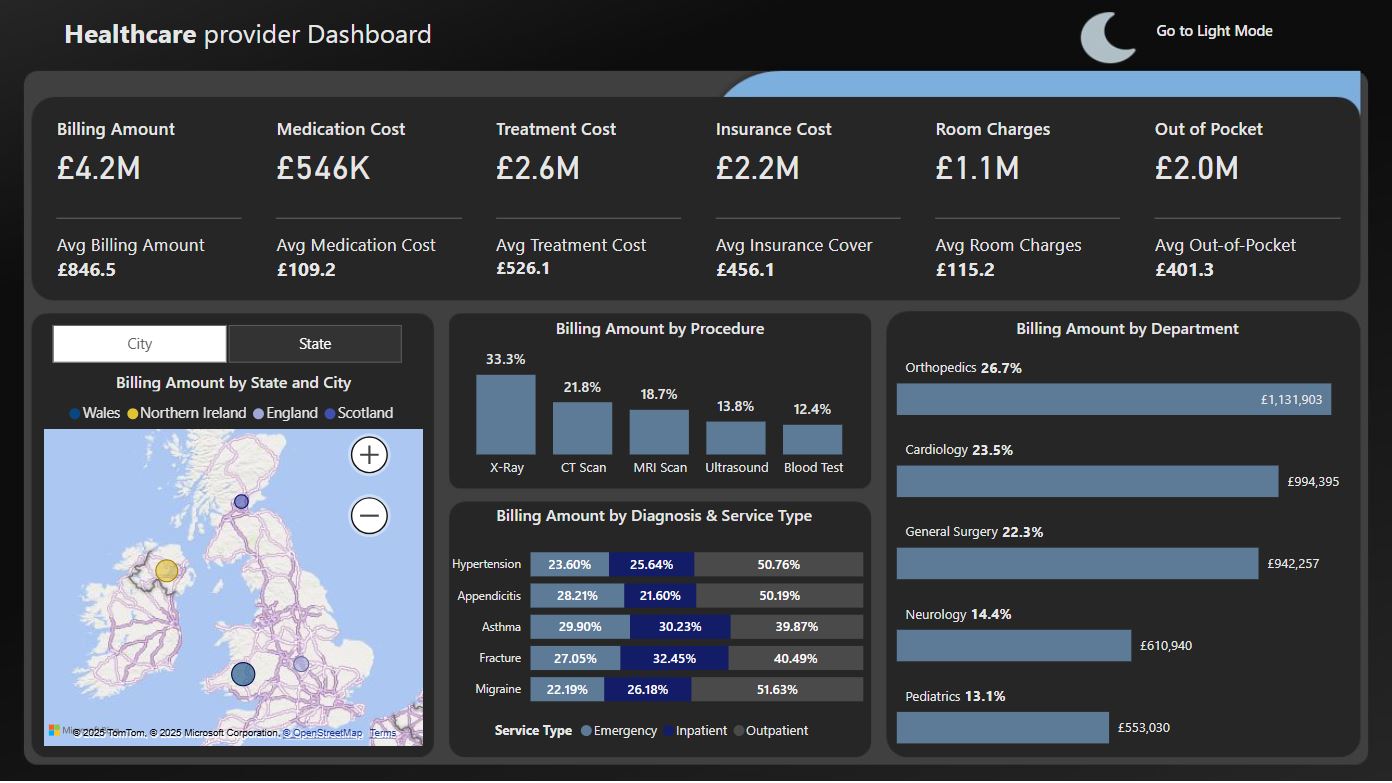 Healthcare provider Dashboard
Go to Light Mode
Billing Amount
£4.2M
Avg Billing Amount
£846.5
Medication Cost
£546K
Avg Medication Cost
£109.2
Treatment Cost
£2.6M
Avg Treatment Cost
£526.1
Insurance Cost
£2.2M
Avg Insurance Cover
£456.1
Room Charges
£1.1M
Avg Room Charges
£115.2
Out of Pocket
£2.0M
Avg Out-of-Pocket
£401.3
City
State
Billing Amount by State and City
Wales Northern Ireland England Scotland
© 2025 TomTom, © 2025 Microsoft Corporation, © OpenStreetMap Terms
Billing Amount by Procedure
33.3%
21.8%
18.7%
13.8%
12.4%
X-Ray CT Scan MRI Scan Ultrasound Blood Test
Billing Amount by Diagnosis & Service Type
Hypertension 23.60% 25.64% 50.76%
Appendicitis 28.21% 21.60% 50.19%
Asthma 29.90% 30.23% 39.87%
Fracture 27.05% 32.45% 40.49%
Migraine 22.19% 26.18% 51.63%
Service Type Emergency Inpatient Outpatient
Billing Amount by Department
Orthopedics 26.7%
£1,131,903
Cardiology 23.5%
£994,395
General Surgery 22.3%
£942,257
Neurology 14.4%
£610,940
Pediatrics 13.1%
£553,030